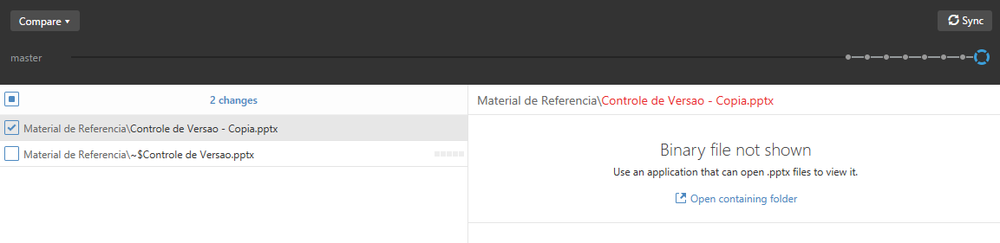 Compare
Sync
master
2 changes
Material de Referencia\Controle de Versao - Copia.pptx
Material de Referencia\~$Controle de Versao.pptx
Material de Referencia\Controle de Versao - Copia.pptx
Binary file not shown
Use an application that can open .pptx files to view it.
Open containing folder